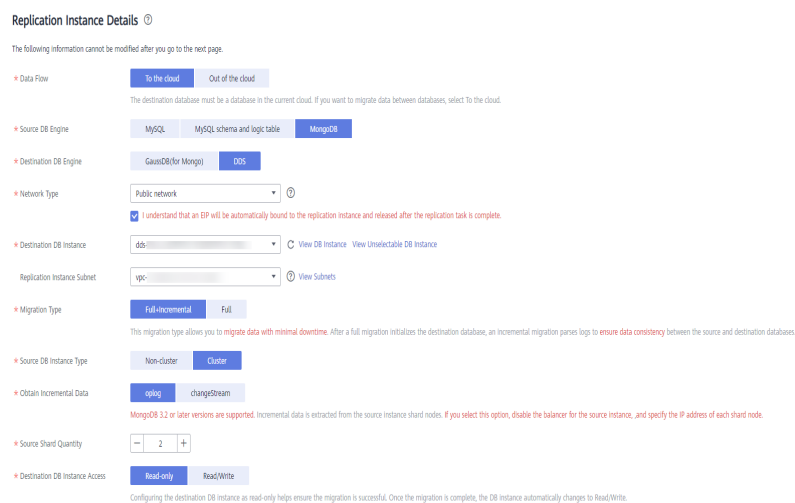 Replication Instance Details ?
The following information cannot be modified after you go to the next page.
* Data Flow To the cloud Out of the cloud
The destination database must be a database in the current cloud. If you want to migrate data between databases, select To the cloud.
* Source DB Engine MySQL MySQL schema and logic table MongoDB
* Destination DB Engine GaussDB(for Mongo) DDS
* Network Type Public network ?
I understand that an EIP will be automatically bound to the replication instance and released after the replication task is complete.
* Destination DB Instance dds- View DB Instance View Unselectable DB Instance
Replication Instance Subnet vpc- ? View Subnets
* Migration Type Full+Incremental Full
This migration type allows you to migrate data with minimal downtime. After a full migration initializes the destination database, an incremental migration parses logs to ensure data consistency between the source and destination databases
* Source DB Instance Type Non-cluster Cluster
* Obtain Incremental Data oplog changeStream
MongoDB 3.2 or later versions are supported. Incremental data is extracted from the source instance shard nodes. If you select this option, disable the balancer for the source instance, ,and specify the IP address of each shard node.
* Source Shard Quantity − 2 +
* Destination DB Instance Access Read-only Read/Write
Configuring the destination DB Instance as read-only helps ensure the migration is successful. Once the migration is complete, the DB Instance automatically changes to Read/Write.